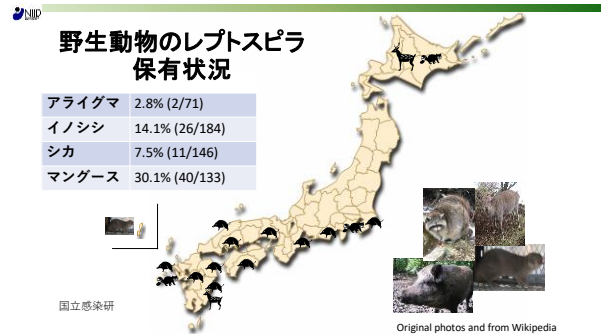 NIID
野生動物のレプトスピラ
保有状況
アライグマ 2.8% (2/71)
イノシシ 14.1% (26/184)
シカ 7.5% (11/146)
マングース 30.1% (40/133)
国立感染研
Original photos and from Wikipedia